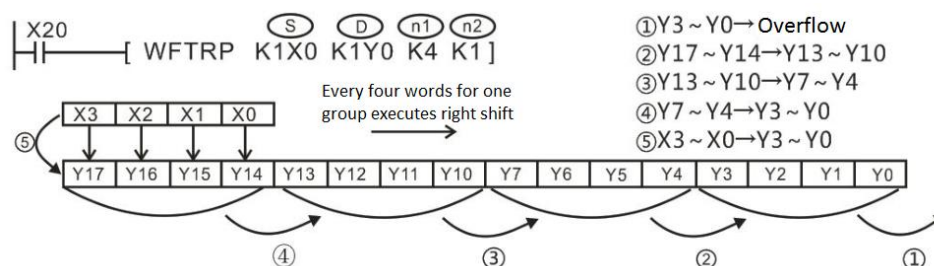 X20
S D n1 n2
[ WFTRP K1X0 K1Y0 K4 K1 ]
①Y3~Y0→Overflow
②Y17~Y14→Y13~Y10
③Y13~Y10→Y7~Y4
④Y7~Y4→Y3~Y0
⑤X3~X0→Y3~Y0
Every four words for one
group executes right shift
X3 X2 X1 X0
⑤
Y17 Y16 Y15 Y14 Y13 Y12 Y11 Y10 Y7 Y6 Y5 Y4 Y3 Y2 Y1 Y0
④ ③ ② ①